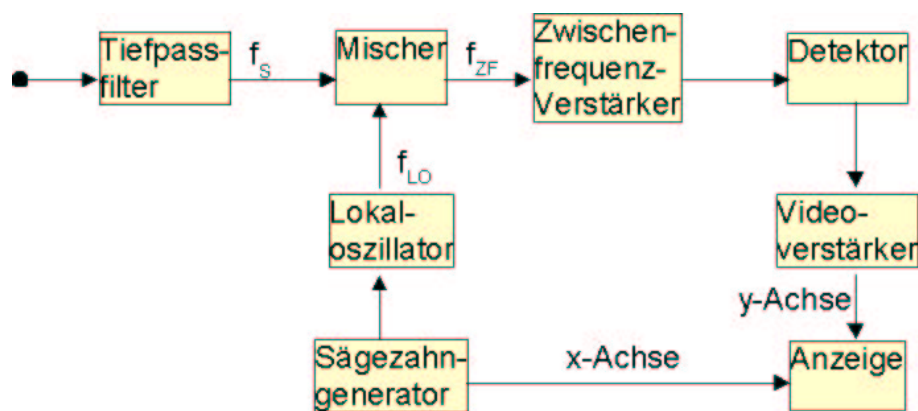 Tiefpass-
filter
f_S
Mischer
f_ZF
Zwischen-
frequenz-
Verstärker
Detektor
f_LO
Lokal-
oszillator
Video-
verstärker
y-Achse
Sägezahn-
generator
x-Achse
Anzeige